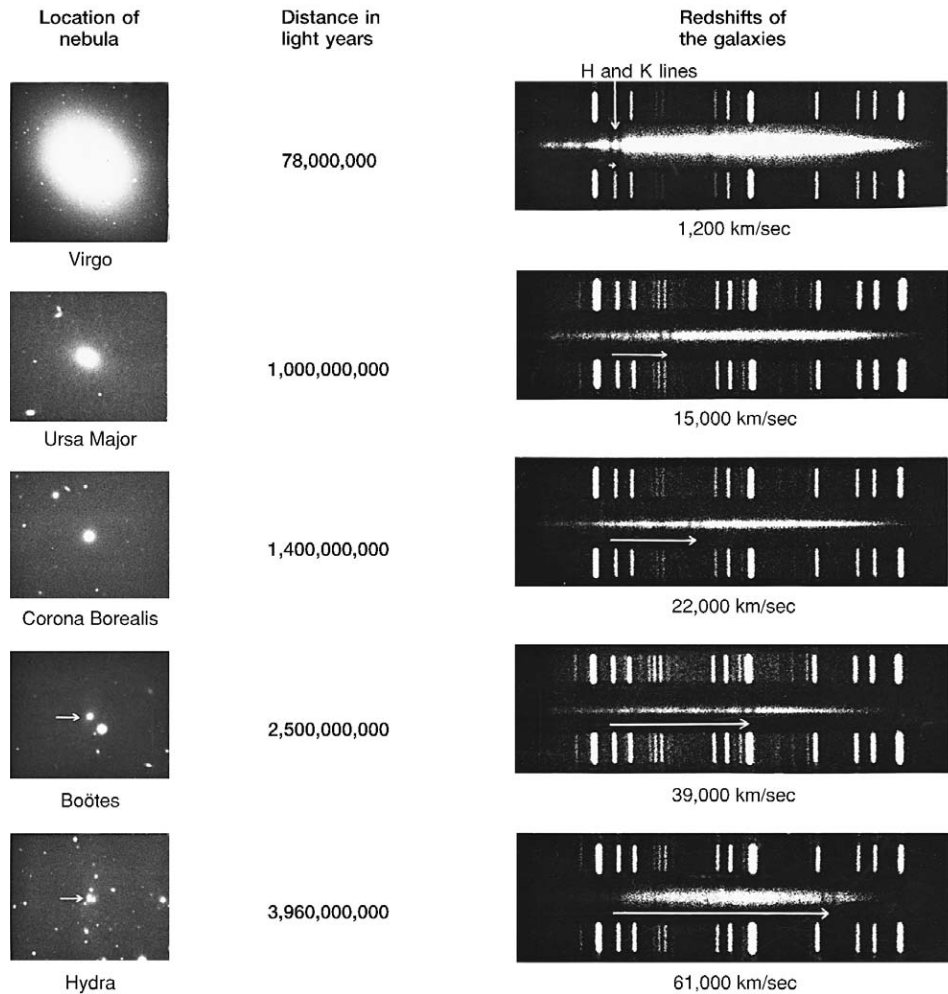 Location of
nebula
Distance in
light years
Redshifts of
the galaxies
H and K lines
78,000,000
1,200 km/sec
Virgo
1,000,000,000
15,000 km/sec
Ursa Major
1,400,000,000
22,000 km/sec
Corona Borealis
2,500,000,000
39,000 km/sec
Boötes
3,960,000,000
61,000 km/sec
Hydra